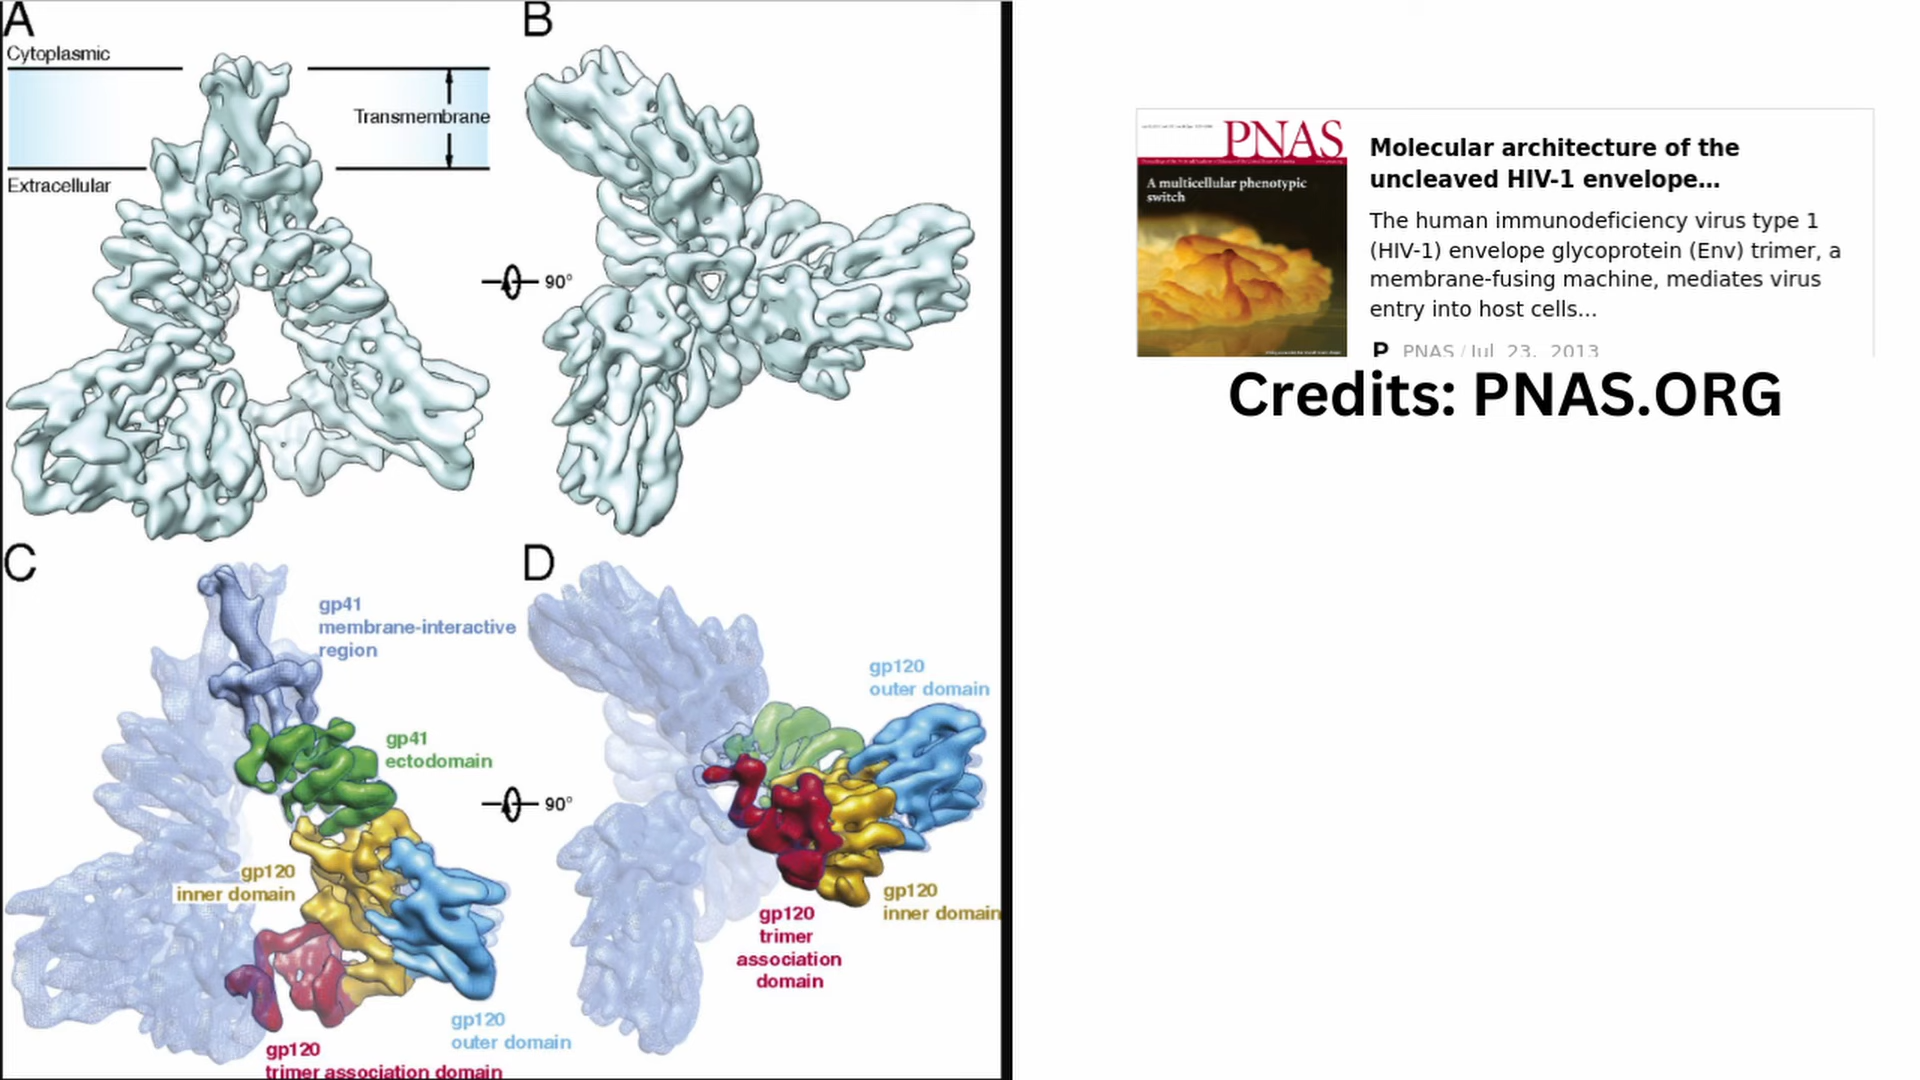 A
Cytoplasmic
Transmembrane
Extracellular
B
90°
C
gp41
membrane-interactive
region
gp41
ectodomain
gp120
inner domain
gp120
outer domain
gp120
trimer association domain
90°
D
gp120
outer domain
gp120
inner domain
gp120
trimer
association
domain
PNAS
A multicellular phenotypic
switch
Molecular architecture of the
uncleaved HIV-1 envelope…
The human immunodeficiency virus type 1
(HIV-1) envelope glycoprotein (Env) trimer, a
membrane-fusing machine, mediates virus
entry into host cells...
P PNAS / Jul 23, 2013
Credits: PNAS.ORG